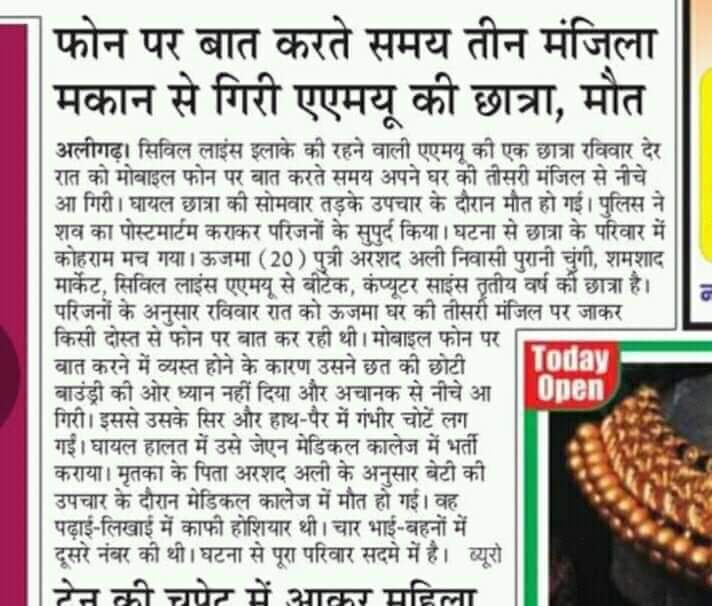 फोन पर बात करते समय तीन मंजिला
मकान से गिरी एएमयू की छात्रा, मौत
अलीगढ़। सिविल लाइंस इलाके की रहने वाली एएमयू की एक छात्रा रविवार देर
रात को मोबाइल फोन पर बात करते समय अपने घर की तीसरी मंजिल से नीचे
आ गिरी। घायल छात्रा की सोमवार तड़के उपचार के दौरान मौत हो गई। पुलिस ने
शव का पोस्टमार्टम कराकर परिजनों के सुपुर्द किया। घटना से छात्रा के परिवार में
कोहराम मच गया। ऊजमा (20) पुत्री अरशद अली निवासी पुरानी चुंगी, शमशाद
मार्केट, सिविल लाइंस एएमयू से बीटेक, कंप्यूटर साइंस तृतीय वर्ष की छात्रा है।
परिजनों के अनुसार रविवार रात को ऊजमा घर की तीसरी मंजिल पर जाकर
किसी दोस्त से फोन पर बात कर रही थी। मोबाइल फोन पर
बात करने में व्यस्त होने के कारण उसने छत की छोटी
बाउंड्री की ओर ध्यान नहीं दिया और अचानक से नीचे आ
गिरी। इससे उसके सिर और हाथ-पैर में गंभीर चोटें लग
गईं। घायल हालत में उसे जेएन मेडिकल कालेज में भर्ती
कराया। मृतका के पिता अरशद अली के अनुसार बेटी की
उपचार के दौरान मेडिकल कालेज में मौत हो गई। वह
पढ़ाई-लिखाई में काफी होशियार थी। चार भाई-बहनों में
दूसरे नंबर की थी। घटना से पूरा परिवार सदमे में है। ब्यूरो
Today
Open
ट्रेन की चपेट में आकर महिला